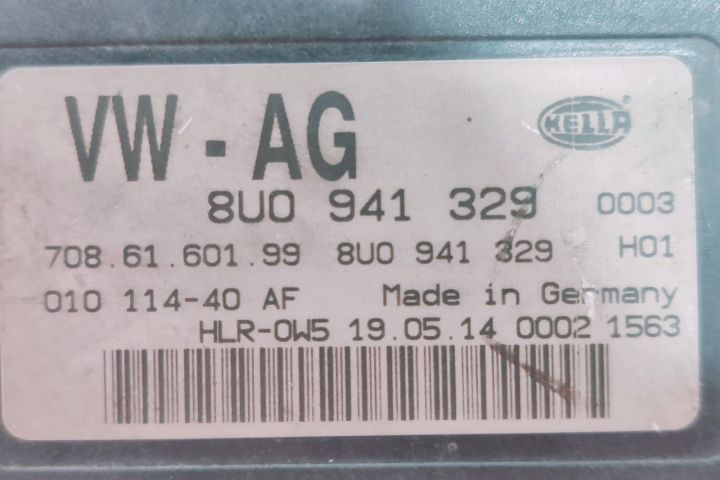 VW - AG
HELLA ®
8U0 941 329 0003
708.61.601.99 8U0 941 329 H01
010 114-40 AF Made in Germany
HLR-0W5 19.05.14 0002 1563